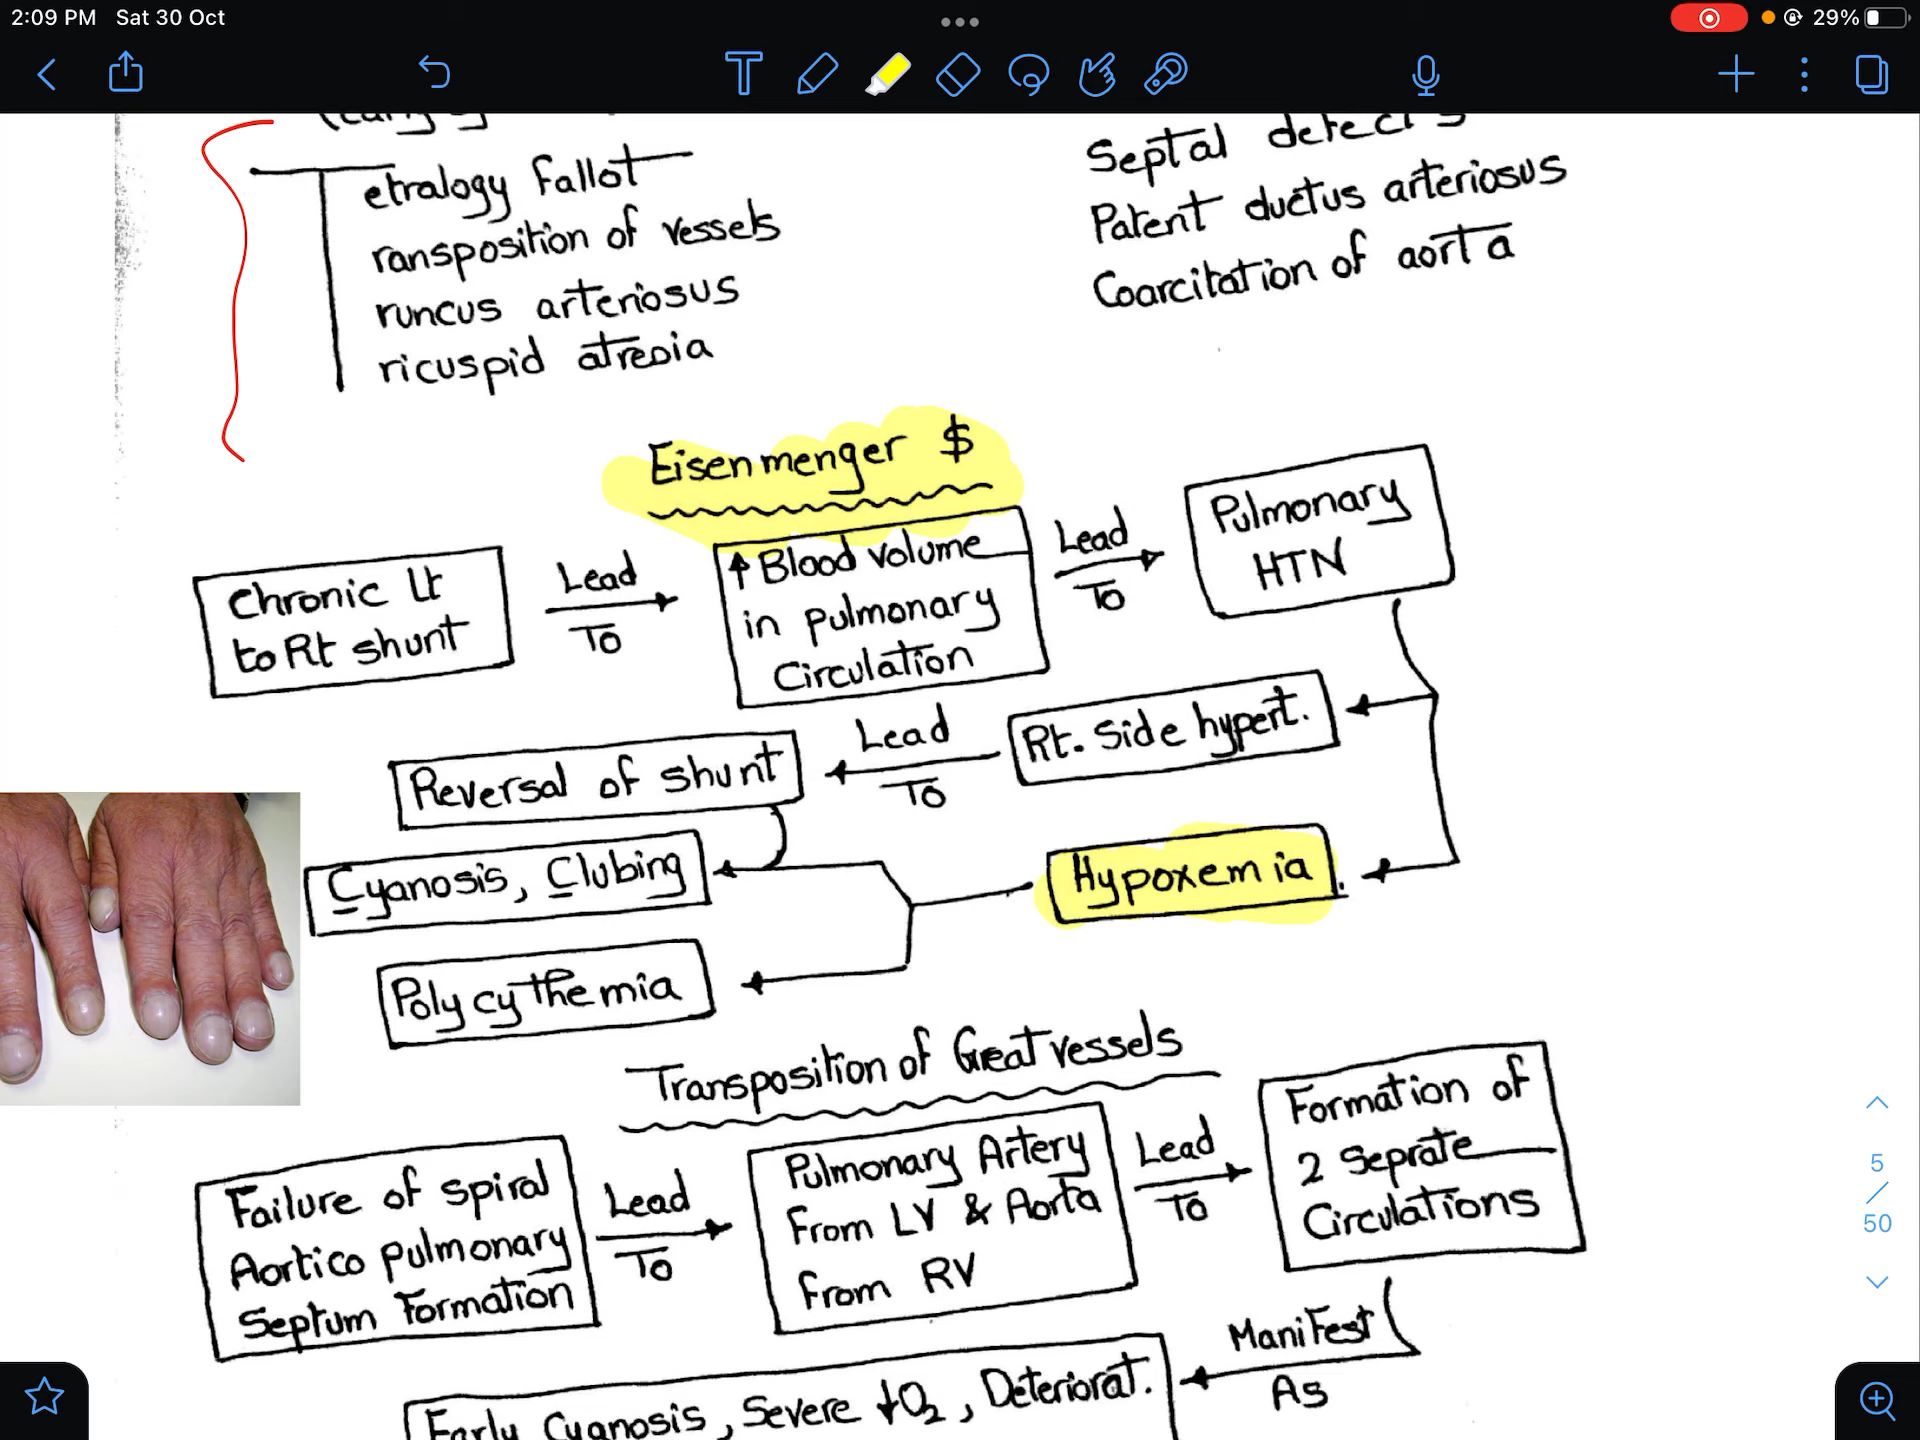 2:09 PM Sat 30 Oct
29%
T
etralogy Fallot
ransposition of vessels
runcus arteriosus
ricuspid atresia
Septal defects
Patent ductus arteriosus
Coarcitation of aorta
Eisenmenger $
Chronic Lt
to Rt shunt
Lead
To
↑ Blood volume
in pulmonary
Circulation
Lead
To
Pulmonary
HTN
Rt. Side hypert.
Lead
To
Reversal of shunt
Cyanosis, Clubing
Hypoxemia
Polycythemia
Transposition of Great vessels
Failure of spiral
Aortico pulmonary
Septum Formation
Lead
To
Pulmonary Artery
From LV & Aorta
From RV
Lead
To
Formation of
2 Seprate
Circulations
Manifest
As
Early Cyanosis, Severe ↓O₂, Deteriorat.
5
/
50